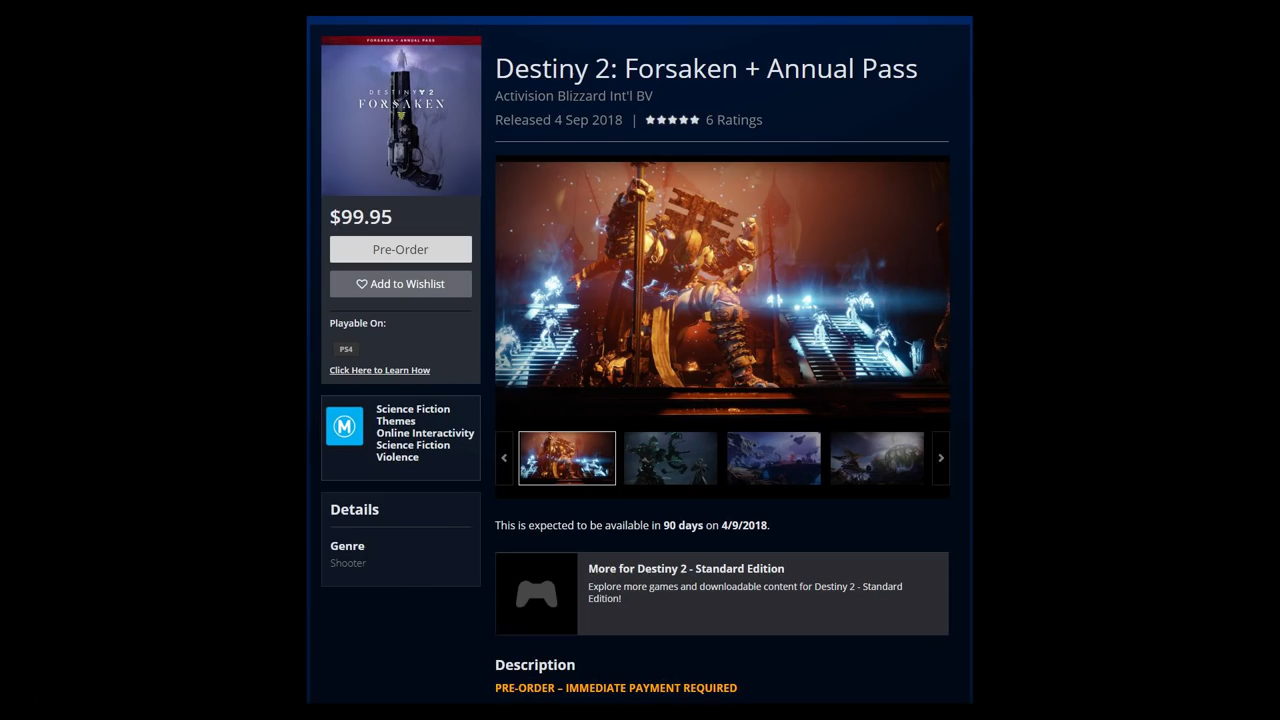 FORSAKEN + ANNUAL PASS
DESTINY 2
FORSAKEN
$99.95
Pre-Order
Add to Wishlist
Playable On:
PS4
Click Here to Learn How
M
Science Fiction
Themes
Online Interactivity
Science Fiction
Violence
Details
Genre
Shooter
Destiny 2: Forsaken + Annual Pass
Activision Blizzard Int'l BV
Released 4 Sep 2018 | ★★★★★ 6 Ratings
This is expected to be available in 90 days on 4/9/2018.
More for Destiny 2 - Standard Edition
Explore more games and downloadable content for Destiny 2 - Standard
Edition!
Description
PRE-ORDER – IMMEDIATE PAYMENT REQUIRED